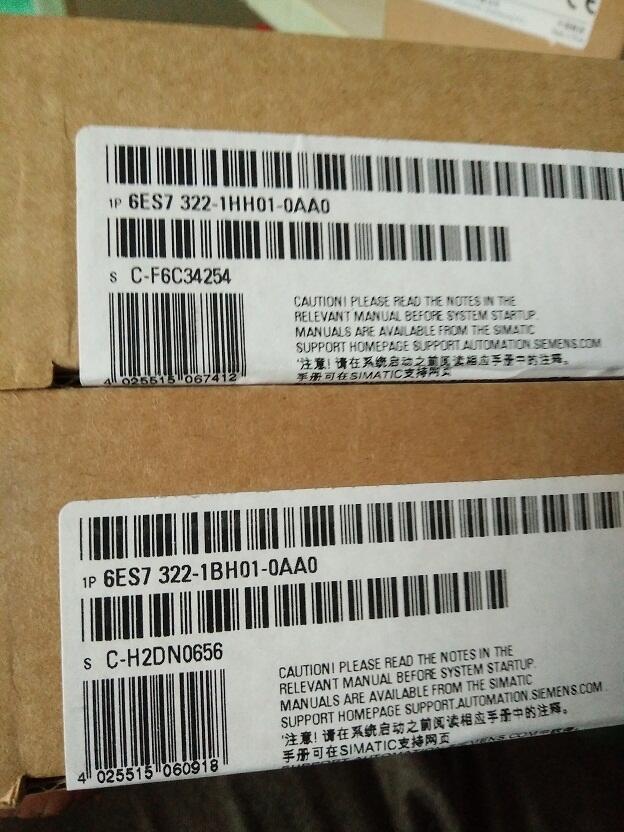 1P 6ES7 322-1HH01-0AA0
S C-F6C34254
CAUTION! PLEASE READ THE NOTES IN THE
RELEVANT MANUAL BEFORE SYSTEM STARTUP.
MANUALS ARE AVAILABLE FROM THE SIMATIC
SUPPORT HOMEPAGE SUPPORT.AUTOMATION.SIEMENS.COM
'注意! 请在系统启动之前阅读相应手册中的注释。
手册可在SIMATIC支持网页
4 025515 067412
1P 6ES7 322-1BH01-0AA0
S C-H2DN0656
CAUTION! PLEASE READ THE NOTES IN THE
RELEVANT MANUAL BEFORE SYSTEM STARTUP.
MANUALS ARE AVAILABLE FROM THE SIMATIC
SUPPORT HOMEPAGE SUPPORT.AUTOMATION.SIEMENS.COM
'注意! 请在系统启动之前阅读相应手册中的注释。
手册可在SIMATIC支持网页
4 025515 060918